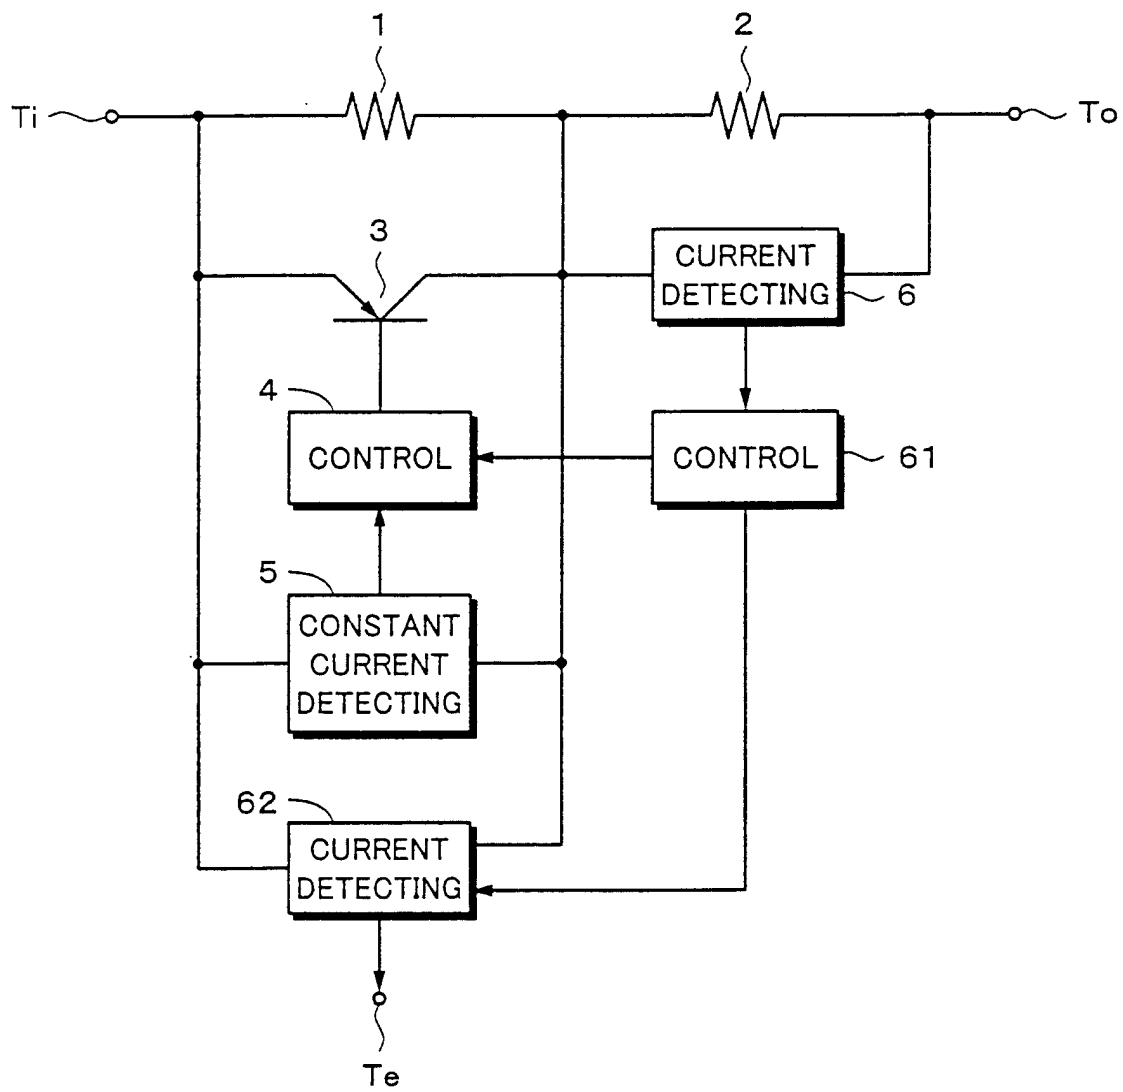 1
2
Ti
To
3
CURRENT
DETECTING
6
4
CONTROL
CONTROL
61
5
CONSTANT
CURRENT
DETECTING
62
CURRENT
DETECTING
Te